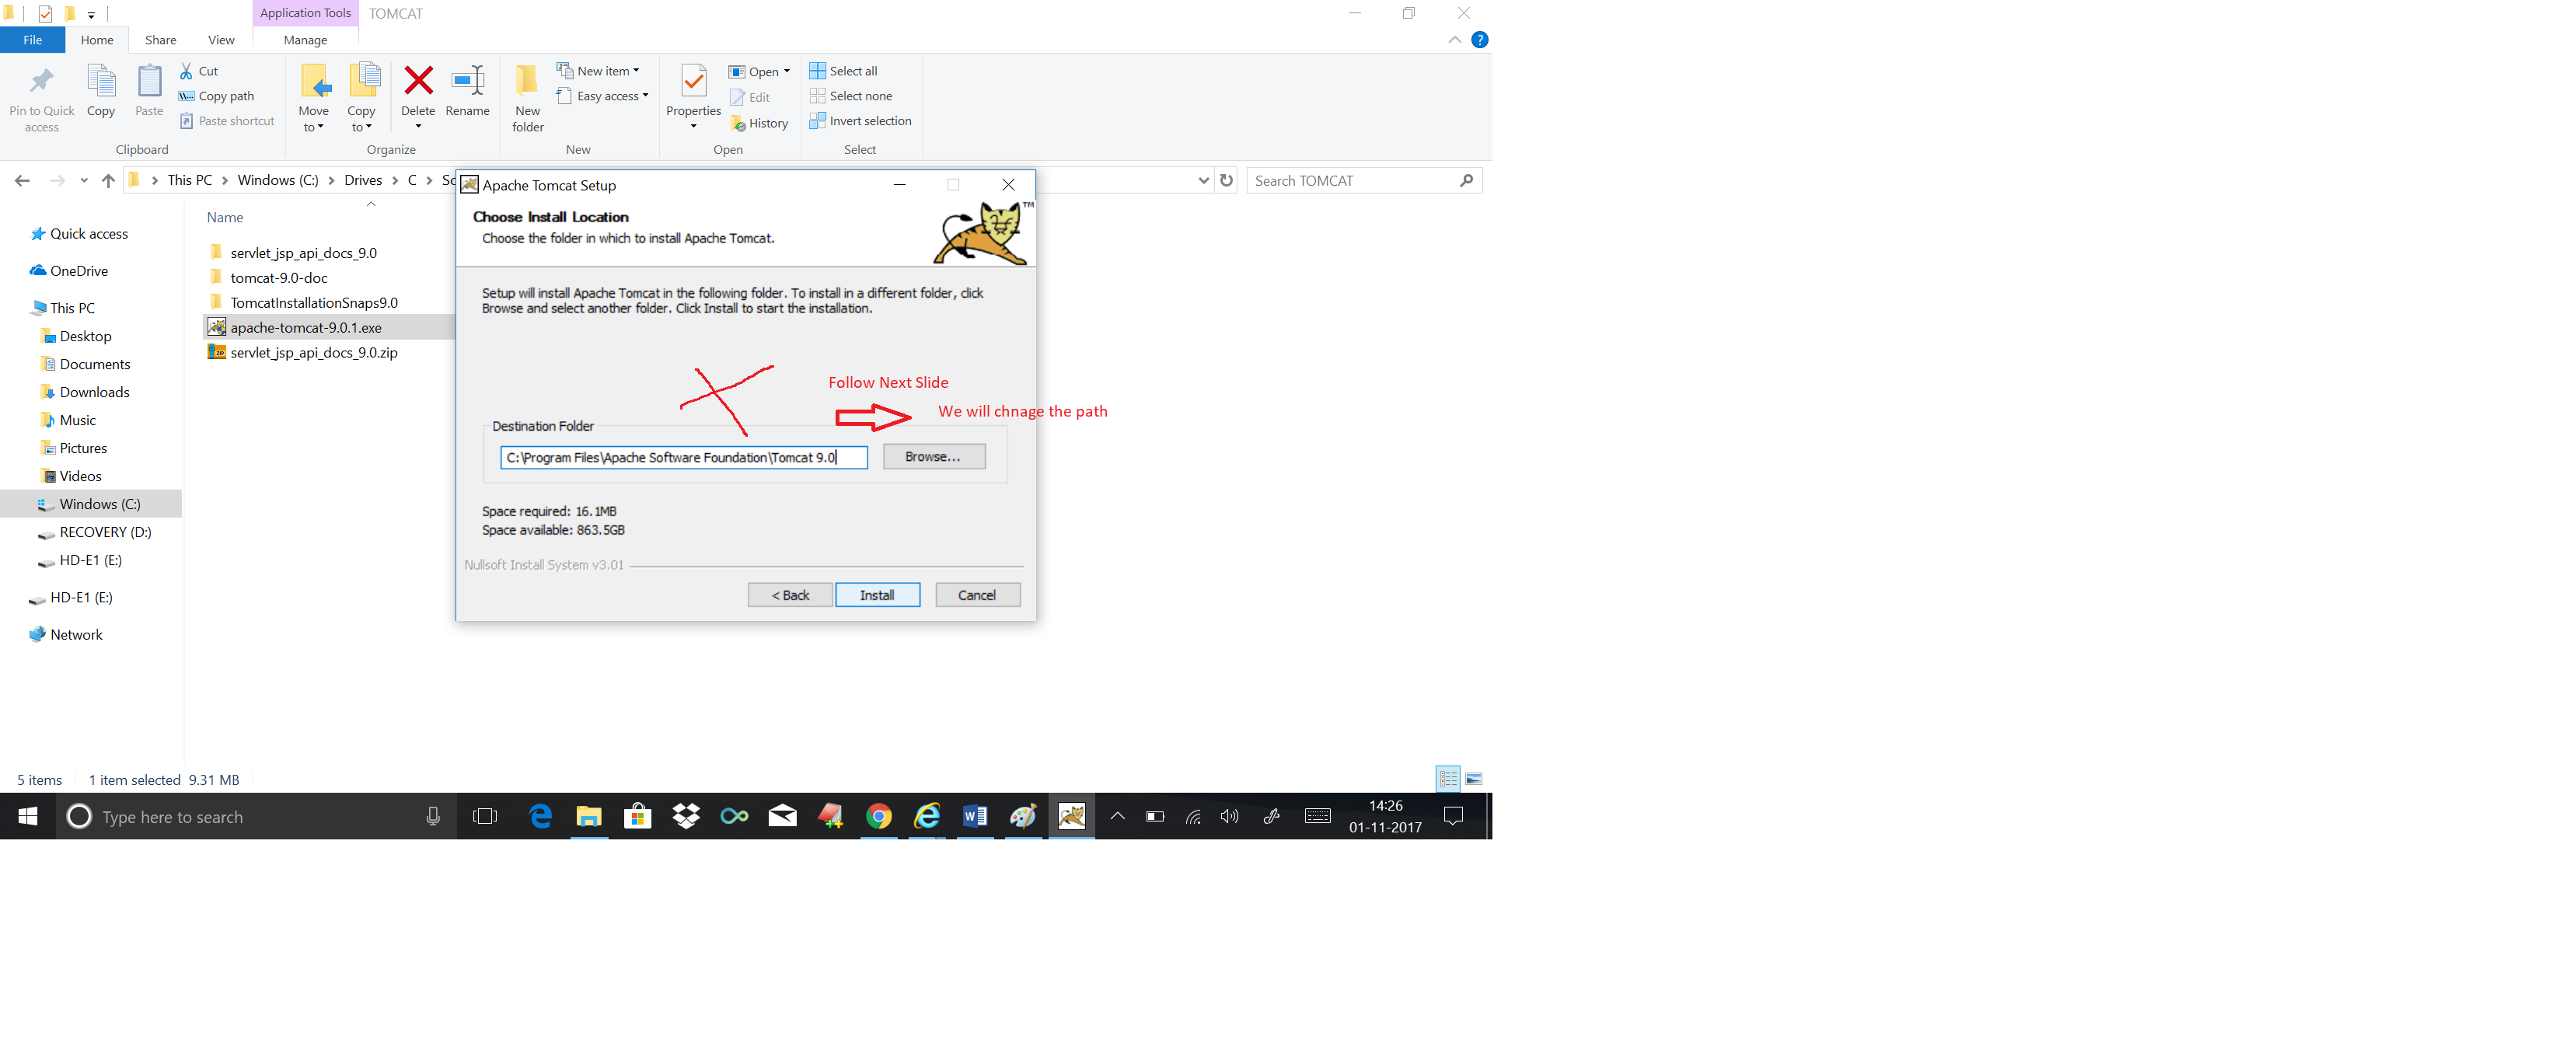 Application Tools TOMCAT
File Home Share View Manage
Pin to Quick access
Copy
Paste
Cut
Copy path
Paste shortcut
Clipboard
Move to
Copy to
Delete
Rename
Organize
New folder
New item
Easy access
New
Properties
Open
Edit
History
Open
Select all
Select none
Invert selection
Select
This PC > Windows (C:) > Drives > C >
Search TOMCAT
Quick access
OneDrive
This PC
Desktop
Documents
Downloads
Music
Pictures
Videos
Windows (C:)
RECOVERY (D:)
HD-E1 (E:)
HD-E1 (E:)
Network
Name
servlet_jsp_api_docs_9.0
tomcat-9.0-doc
TomcatInstallationSnaps9.0
apache-tomcat-9.0.1.exe
servlet_jsp_api_docs_9.0.zip
Apache Tomcat Setup
Choose Install Location
Choose the folder in which to install Apache Tomcat.
TM
Setup will install Apache Tomcat in the following folder. To install in a different folder, click
Browse and select another folder. Click Install to start the installation.
Follow Next Slide
We will chnage the path
Destination Folder
C:\Program Files\Apache Software Foundation\Tomcat 9.0
Browse...
Space required: 16.1MB
Space available: 863.5GB
Nullsoft Install System v3.01
< Back Install Cancel
5 items 1 item selected 9.31 MB
Type here to search
14:26
01-11-2017